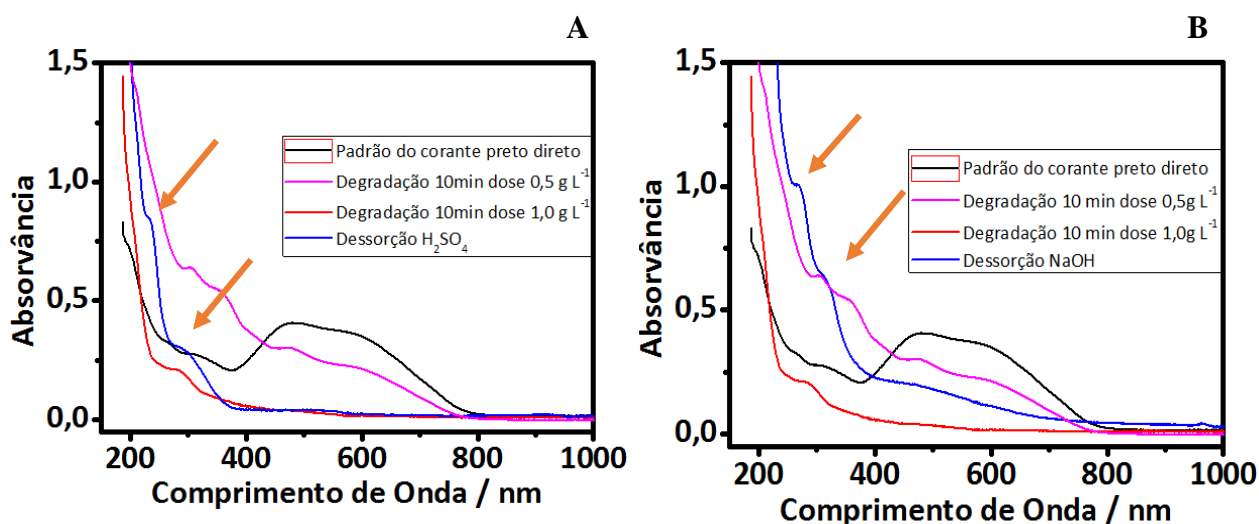 A
Absorvância
1,5
1,0
0,5
0,0
Padrão do corante preto direto
Degradação 10min dose 0,5 g L⁻¹
Degradação 10min dose 1,0 g L⁻¹
Dessorção H₂SO₄
200 400 600 800 1000
Comprimento de Onda / nm
B
Absorvância
1,5
1,0
0,5
0,0
Padrão do corante preto direto
Degradação 10 min dose 0,5g L⁻¹
Degradação 10 min dose 1,0g L⁻¹
Dessorção NaOH
200 400 600 800 1000
Comprimento de Onda / nm